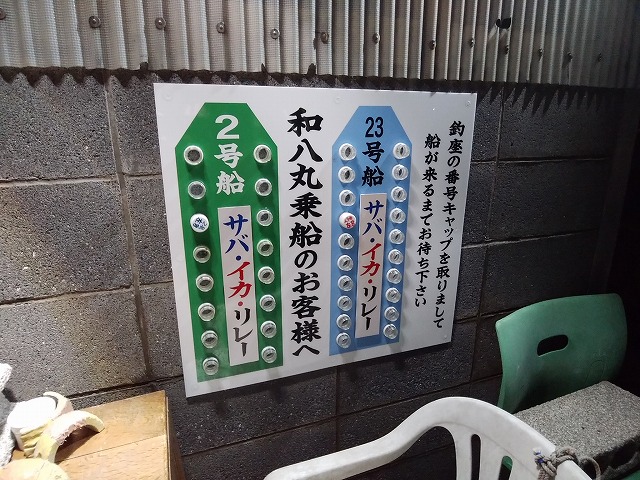 釣座の番号キャップを取りまして
船が来るまでお待ち下さい
23号船
サバ・イカ・リレー
和八丸乗船のお客様へ
2号船
サバ・イカ・リレー